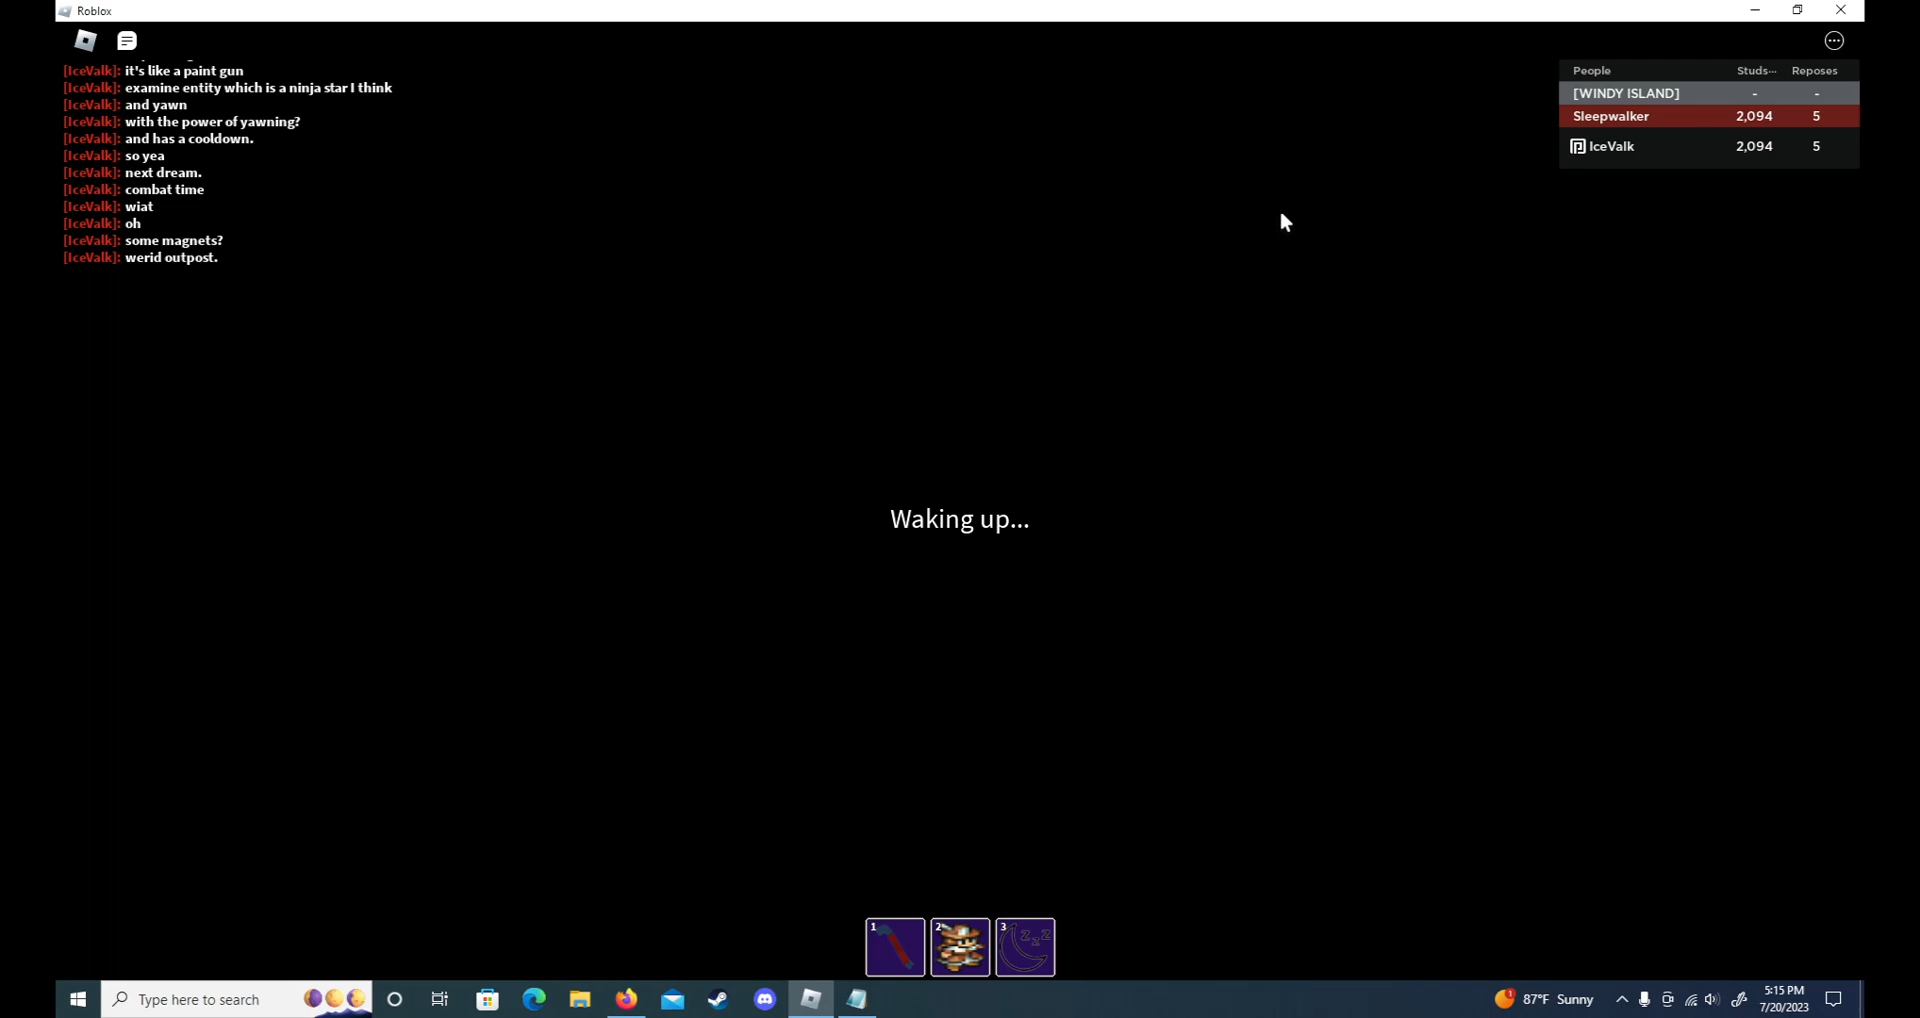 Roblox
[IceValk]: it's like a paint gun
[IceValk]: examine entity which is a ninja star I think
[IceValk]: and yawn
[IceValk]: with the power of yawning?
[IceValk]: and has a cooldown.
[IceValk]: so yea
[IceValk]: next dream.
[IceValk]: combat time
[IceValk]: wiat
[IceValk]: oh
[IceValk]: some magnets?
[IceValk]: werid outpost.
People Studs··· Reposes
[WINDY ISLAND] - -
Sleepwalker 2,094 5
IceValk 2,094 5
Waking up...
1 2 3
z z z
Type here to search
1 87°F Sunny
5:15 PM
7/20/2023